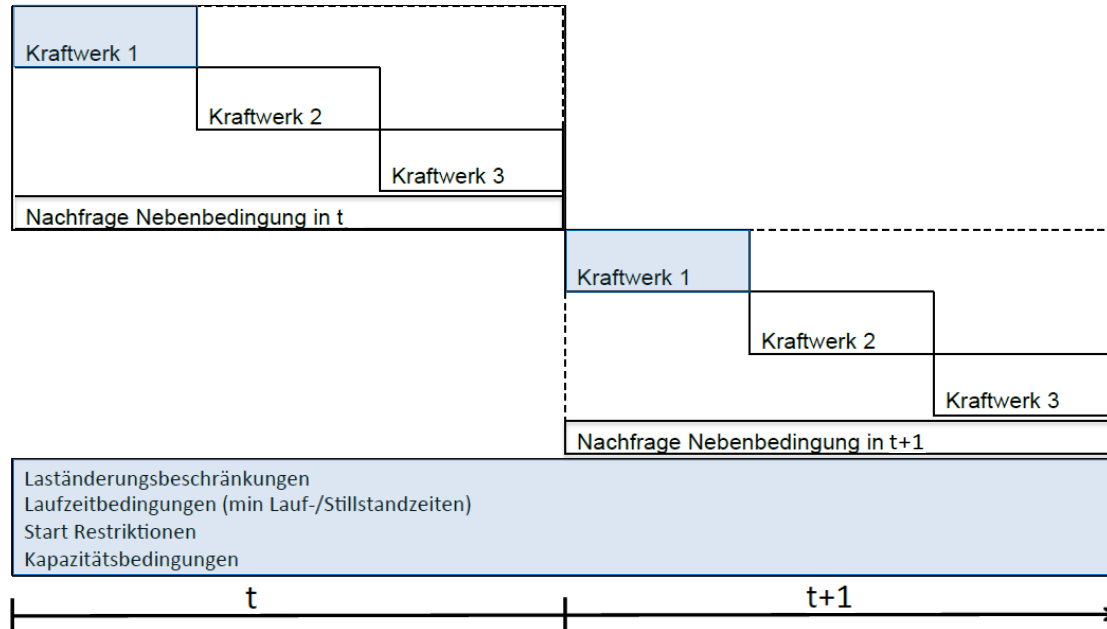 Kraftwerk 1
Kraftwerk 2
Kraftwerk 3
Nachfrage Nebenbedingung in t
Kraftwerk 1
Kraftwerk 2
Kraftwerk 3
Nachfrage Nebenbedingung in t+1
Laständerungsbeschränkungen
Laufzeitbedingungen (min Lauf-/Stillstandzeiten)
Start Restriktionen
Kapazitätsbedingungen
t
t+1